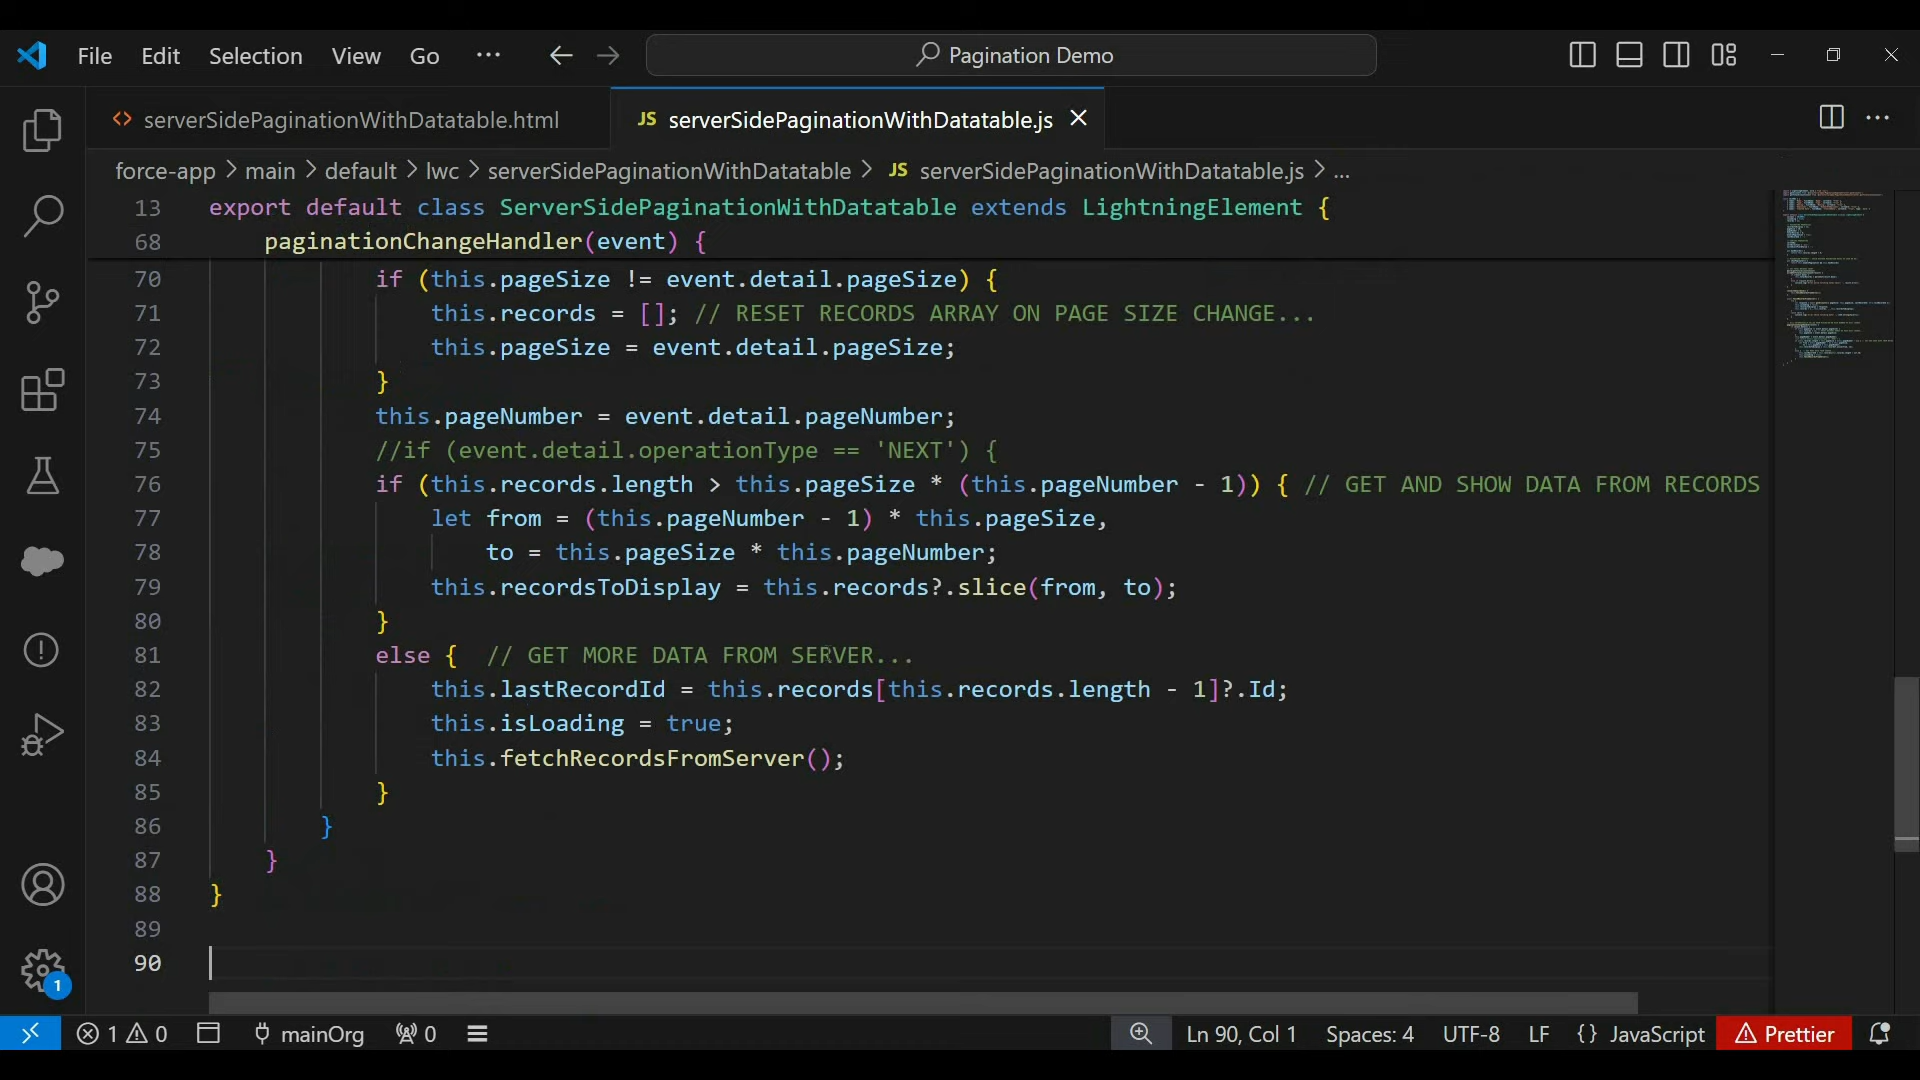 File Edit Selection View Go ··· Pagination Demo
serverSidePaginationWithDatatable.html JS serverSidePaginationWithDatatable.js
force-app > main > default > lwc > serverSidePaginationWithDatatable > JS serverSidePaginationWithDatatable.js > ...
13 export default class ServerSidePaginationWithDatatable extends LightningElement {
68 paginationChangeHandler(event) {
70 if (this.pageSize != event.detail.pageSize) {
71 this.records = []; // RESET RECORDS ARRAY ON PAGE SIZE CHANGE...
72 this.pageSize = event.detail.pageSize;
73 }
74 this.pageNumber = event.detail.pageNumber;
75 //if (event.detail.operationType == 'NEXT') {
76 if (this.records.length > this.pageSize * (this.pageNumber - 1)) { // GET AND SHOW DATA FROM RECORDS
77 let from = (this.pageNumber - 1) * this.pageSize,
78 to = this.pageSize * this.pageNumber;
79 this.recordsToDisplay = this.records?.slice(from, to);
80 }
81 else { // GET MORE DATA FROM SERVER...
82 this.lastRecordId = this.records[this.records.length - 1]?.Id;
83 this.isLoading = true;
84 this.fetchRecordsFromServer();
85 }
86 }
87 }
88 }
89
90
1
1 0 mainOrg 0 Ln 90, Col 1 Spaces: 4 UTF-8 LF {} JavaScript Prettier